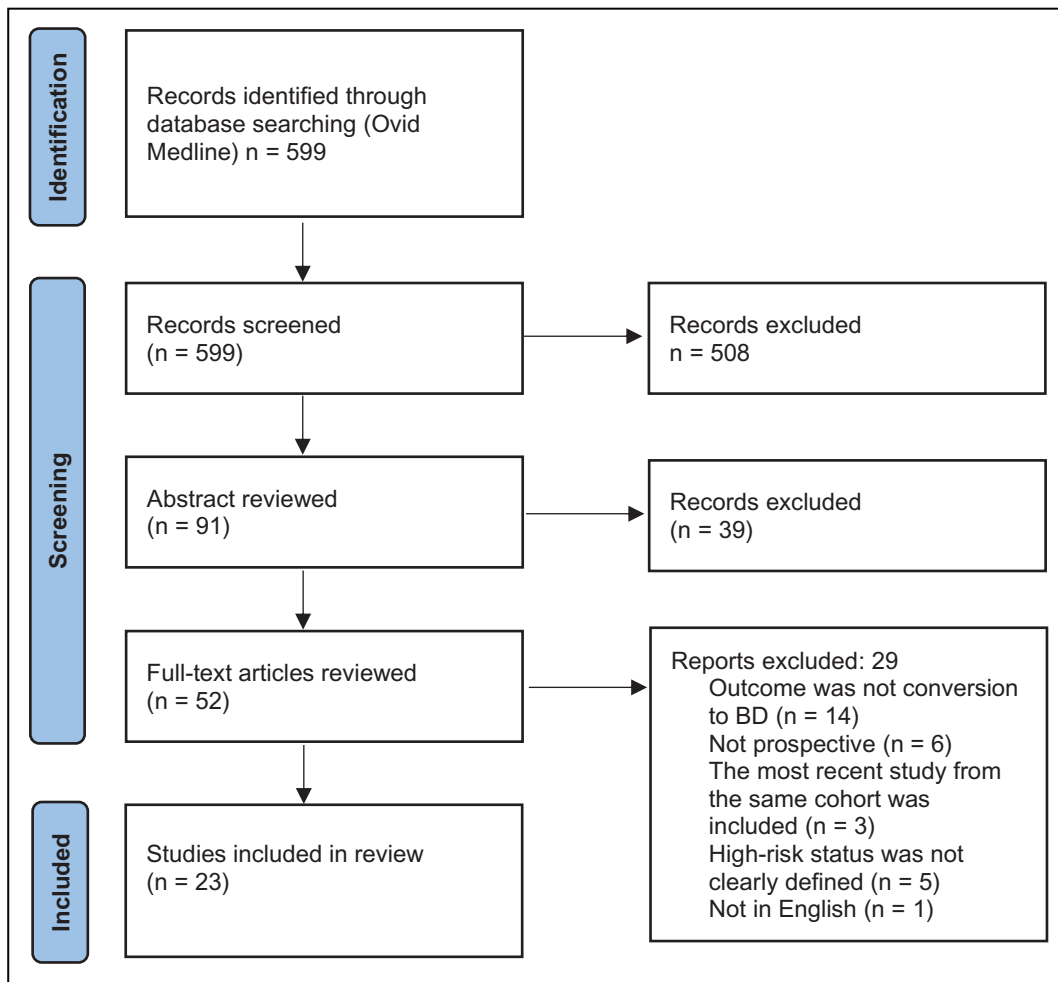 Identification
Records identified through
database searching (Ovid
Medline) n = 599
Screening
Records screened
(n = 599)
Records excluded
n = 508
Abstract reviewed
(n = 91)
Records excluded
(n = 39)
Full-text articles reviewed
(n = 52)
Reports excluded: 29
Outcome was not conversion
to BD (n = 14)
Not prospective (n = 6)
The most recent study from
the same cohort was
included (n = 3)
High-risk status was not
clearly defined (n = 5)
Not in English (n = 1)
Included
Studies included in review
(n = 23)